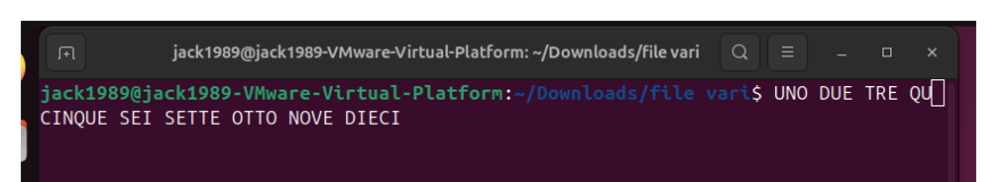 jack1989@jack1989-VMware-Virtual-Platform: ~/Downloads/file vari
jack1989@jack1989-VMware-Virtual-Platform:~/Downloads/file vari$ UNO DUE TRE QU
CINQUE SEI SETTE OTTO NOVE DIECI